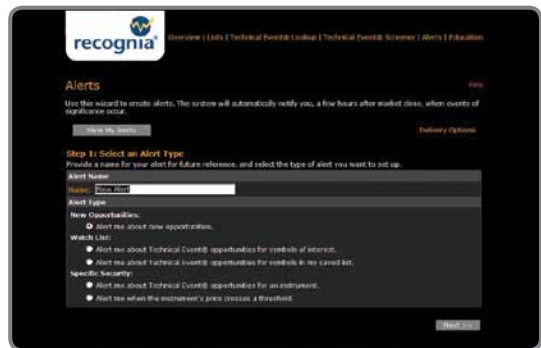 recognia
Overview | Lists | Technical Event® Lookup | Technical Event® Screener | Alerts | Education
Alerts
Help
Use this wizard to create alerts. The system will automatically notify you, a few hours after market close, when events of
significance occur.
View My Alerts
Delivery Options
Step 1: Select an Alert Type
Provide a name for your alert for future reference, and select the type of alert you want to set up.
Alert Name
Name: New Alert
Alert Type
New Opportunities:
Alert me about new opportunities.
Watch List:
Alert me about Technical Event® opportunities for symbols of interest.
Alert me about Technical Event® opportunities for symbols in my saved list.
Specific Security:
Alert me about Technical Event® opportunities for an instrument.
Alert me when the instrument's price crosses a threshold.
Next >>